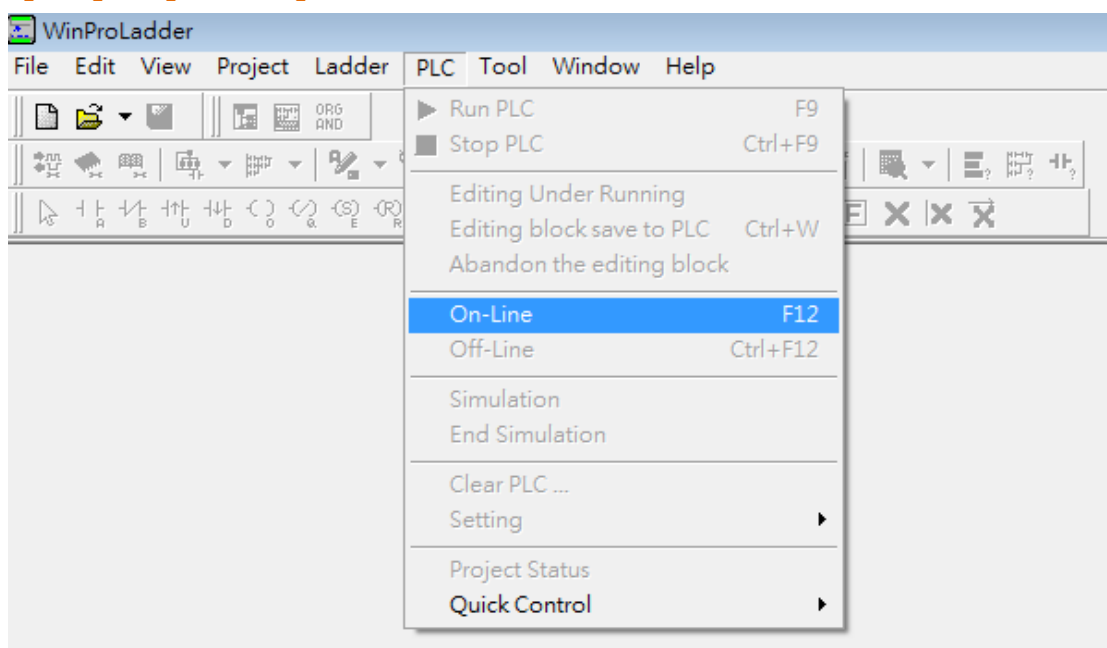 WinProLadder
File Edit View Project Ladder PLC Tool Window Help
ORG
AND
Run PLC F9
Stop PLC Ctrl+F9
Editing Under Running
Editing block save to PLC Ctrl+W
Abandon the editing block
On-Line F12
Off-Line Ctrl+F12
Simulation
End Simulation
Clear PLC ...
Setting
Project Status
Quick Control
A B U D O Q E R
F